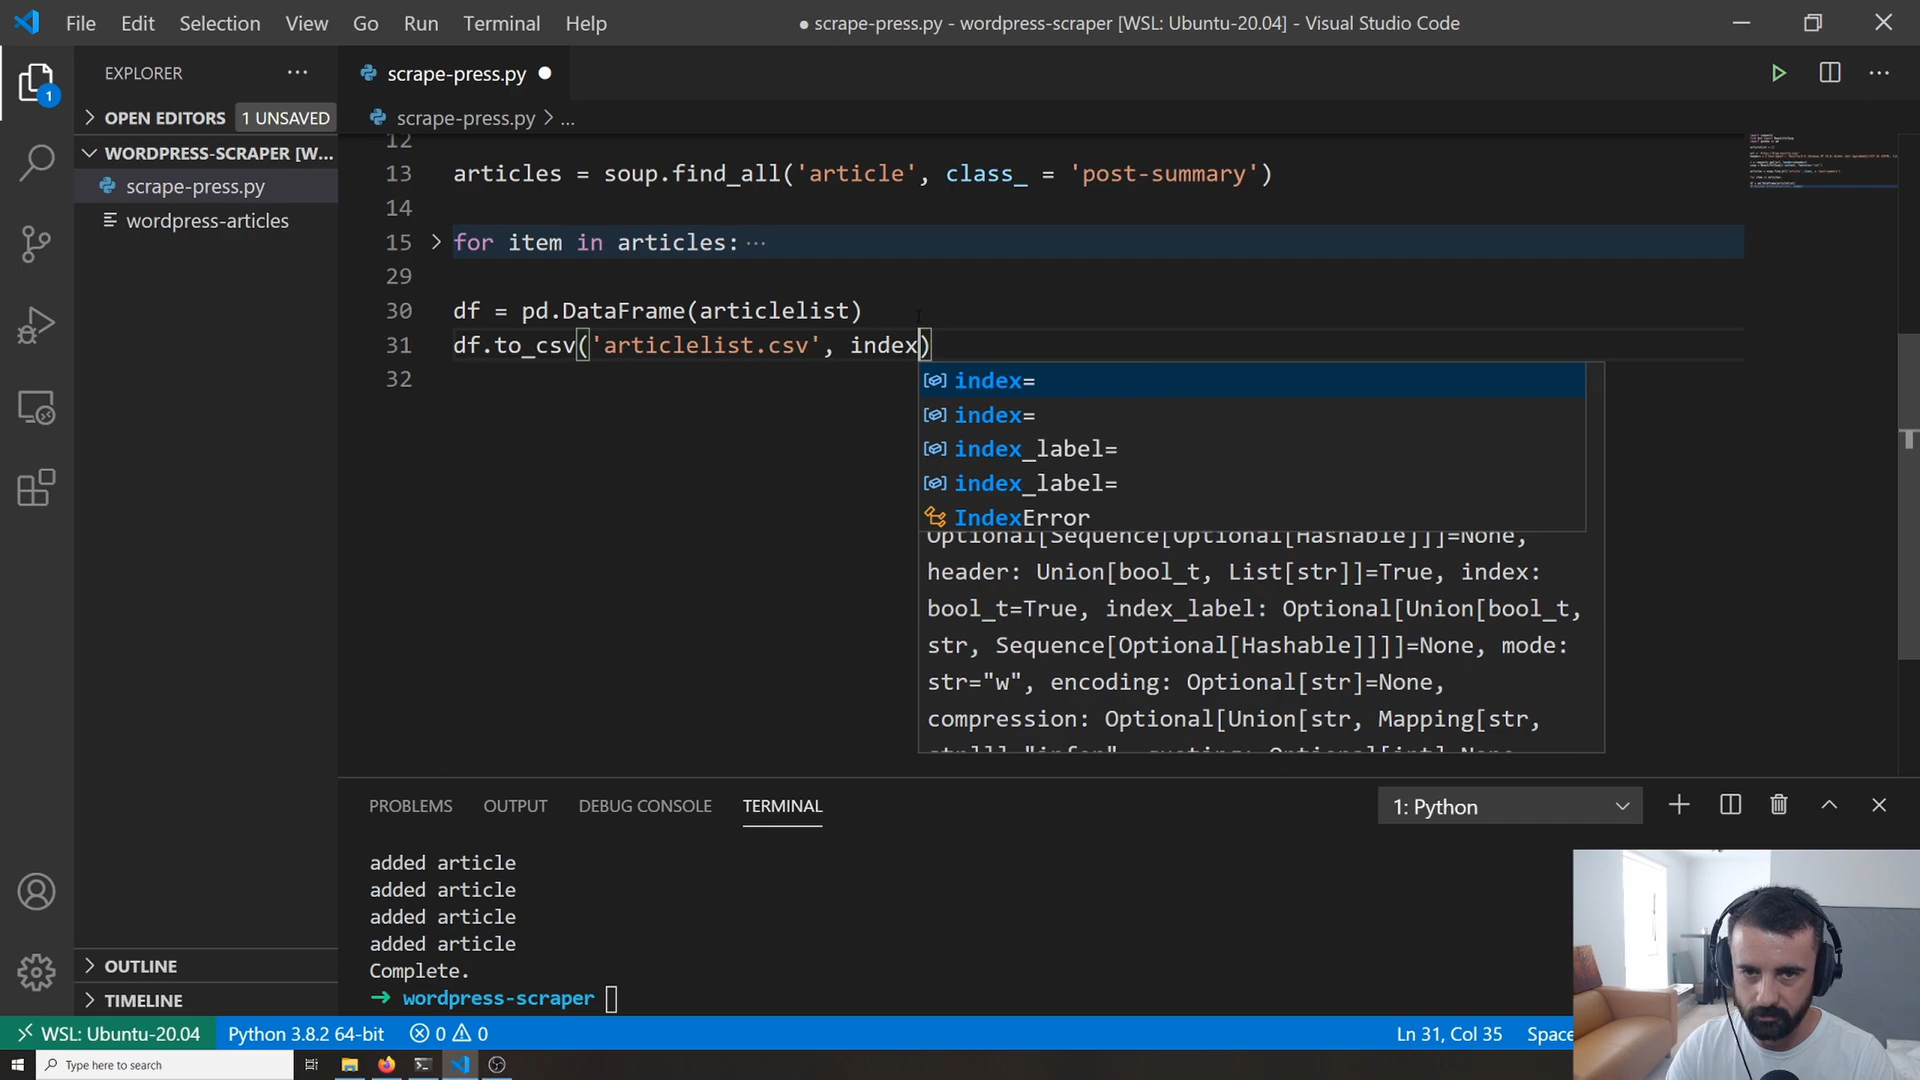 File Edit Selection View Go Run Terminal Help
● scrape-press.py - wordpress-scraper [WSL: Ubuntu-20.04] - Visual Studio Code
EXPLORER
scrape-press.py
1
OPEN EDITORS 1 UNSAVED
scrape-press.py > ...
WORDPRESS-SCRAPER [W...
scrape-press.py
wordpress-articles
12
13 articles = soup.find_all('article', class_ = 'post-summary')
14
15 for item in articles: ...
29
30 df = pd.DataFrame(articlelist)
31 df.to_csv('articlelist.csv', index)
32
index=
index=
index_label=
index_label=
IndexError
Optional[Sequence[Optional[Hashable]]]=None,
header: Union[bool_t, List[str]]=True, index:
bool_t=True, index_label: Optional[Union[bool_t,
str, Sequence[Optional[Hashable]]]]=None, mode:
str="w", encoding: Optional[str]=None,
compression: Optional[Union[str, Mapping[str,
PROBLEMS OUTPUT DEBUG CONSOLE TERMINAL
1: Python
added article
added article
added article
added article
Complete.
→ wordpress-scraper
OUTLINE
TIMELINE
WSL: Ubuntu-20.04 Python 3.8.2 64-bit 0 0
Ln 31, Col 35
Type here to search